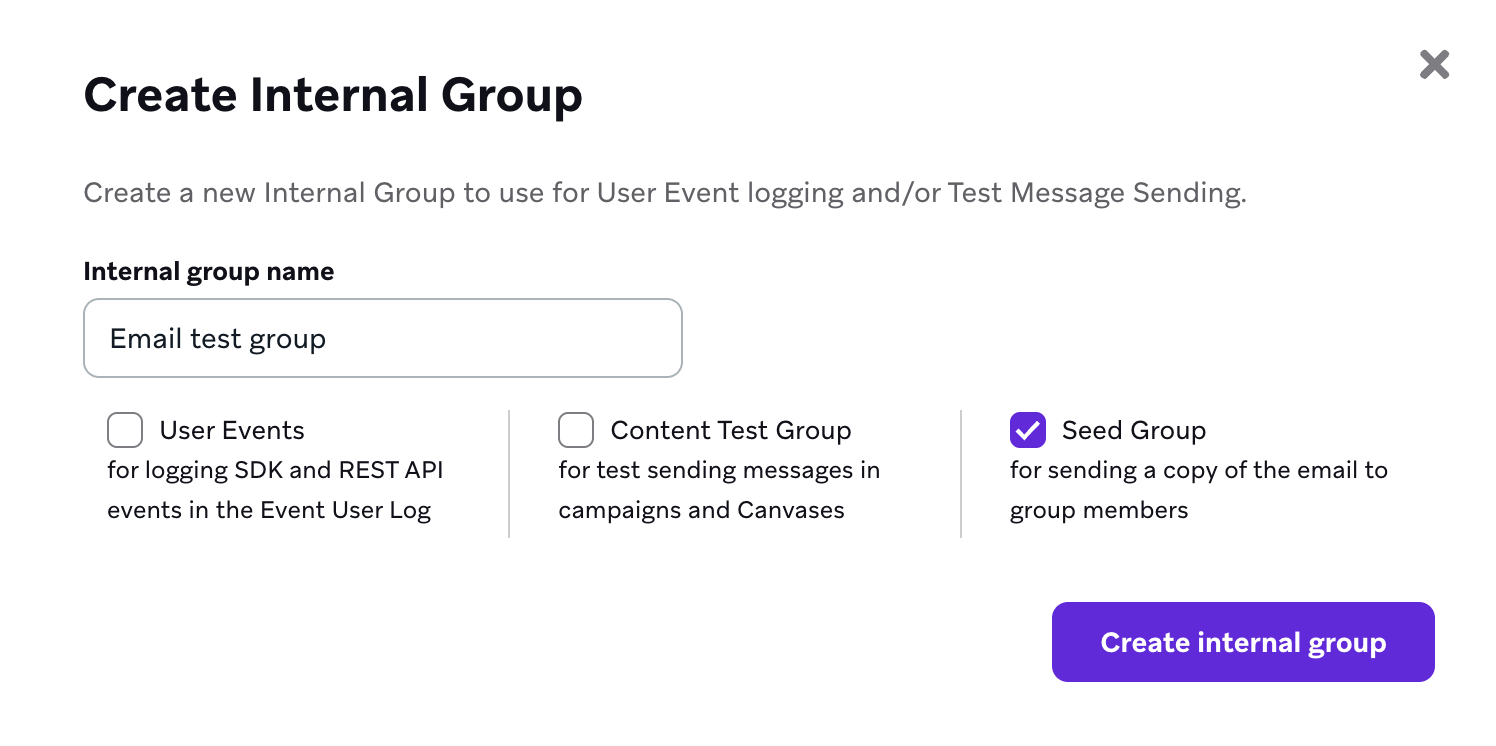 Create Internal Group
Create a new Internal Group to use for User Event logging and/or Test Message Sending.
Internal group name
Email test group
User Events
for logging SDK and REST API
events in the Event User Log
Content Test Group
for test sending messages in
campaigns and Canvases
Seed Group
for sending a copy of the email to
group members
Create internal group